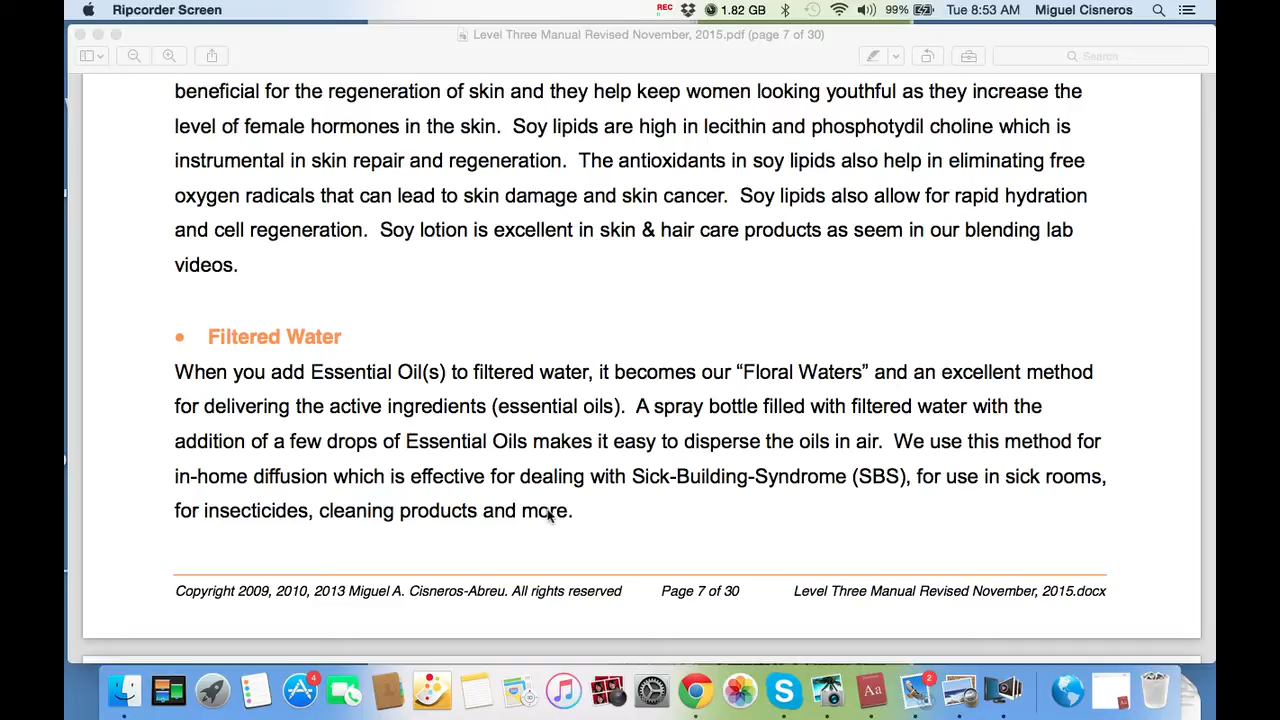 Ripcorder Screen
REC
1.82 GB
99%
Tue 8:53 AM
Miguel Cisneros
Level Three Manual Revised November, 2015.pdf (page 7 of 30)
Search
beneficial for the regeneration of skin and they help keep women looking youthful as they increase the
level of female hormones in the skin. Soy lipids are high in lecithin and phosphotydil choline which is
instrumental in skin repair and regeneration. The antioxidants in soy lipids also help in eliminating free
oxygen radicals that can lead to skin damage and skin cancer. Soy lipids also allow for rapid hydration
and cell regeneration. Soy lotion is excellent in skin & hair care products as seem in our blending lab
videos.
• Filtered Water
When you add Essential Oil(s) to filtered water, it becomes our “Floral Waters” and an excellent method
for delivering the active ingredients (essential oils). A spray bottle filled with filtered water with the
addition of a few drops of Essential Oils makes it easy to disperse the oils in air. We use this method for
in-home diffusion which is effective for dealing with Sick-Building-Syndrome (SBS), for use in sick rooms,
for insecticides, cleaning products and more.
Copyright 2009, 2010, 2013 Miguel A. Cisneros-Abreu. All rights reserved
Page 7 of 30
Level Three Manual Revised November, 2015.docx
4
Aa
2